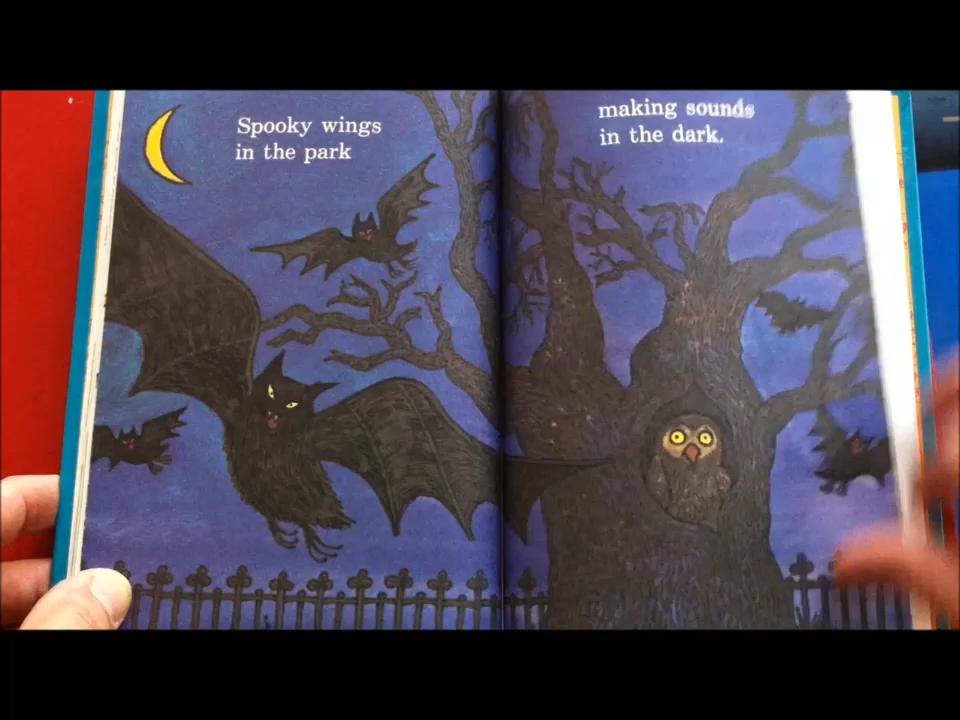 Spooky wings
in the park
making sounds
in the dark.